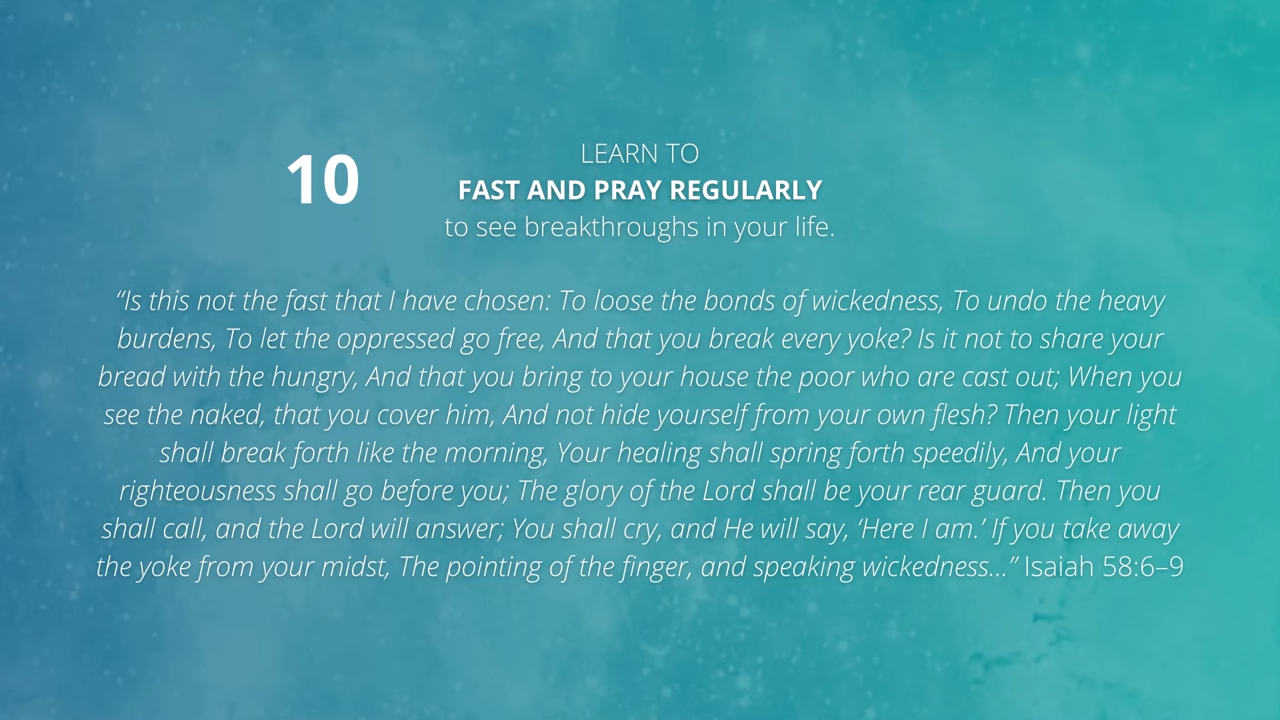 10
LEARN TO
FAST AND PRAY REGULARLY
to see breakthroughs in your life.
“Is this not the fast that I have chosen: To loose the bonds of wickedness, To undo the heavy
burdens, To let the oppressed go free, And that you break every yoke? Is it not to share your
bread with the hungry, And that you bring to your house the poor who are cast out; When you
see the naked, that you cover him, And not hide yourself from your own flesh? Then your light
shall break forth like the morning, Your healing shall spring forth speedily, And your
righteousness shall go before you; The glory of the Lord shall be your rear guard. Then you
shall call, and the Lord will answer; You shall cry, and He will say, ‘Here I am.’ If you take away
the yoke from your midst, The pointing of the finger, and speaking wickedness...” Isaiah 58:6–9